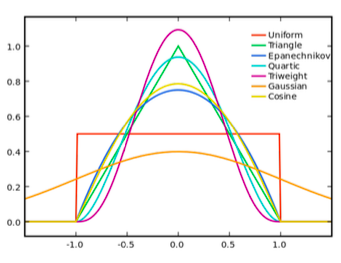 Uniform
Triangle
Epanechnikov
Quartic
Triweight
Gaussian
Cosine
1.0
0.8
0.6
0.4
0.2
0.0
-1.0 -0.5 0.0 0.5 1.0